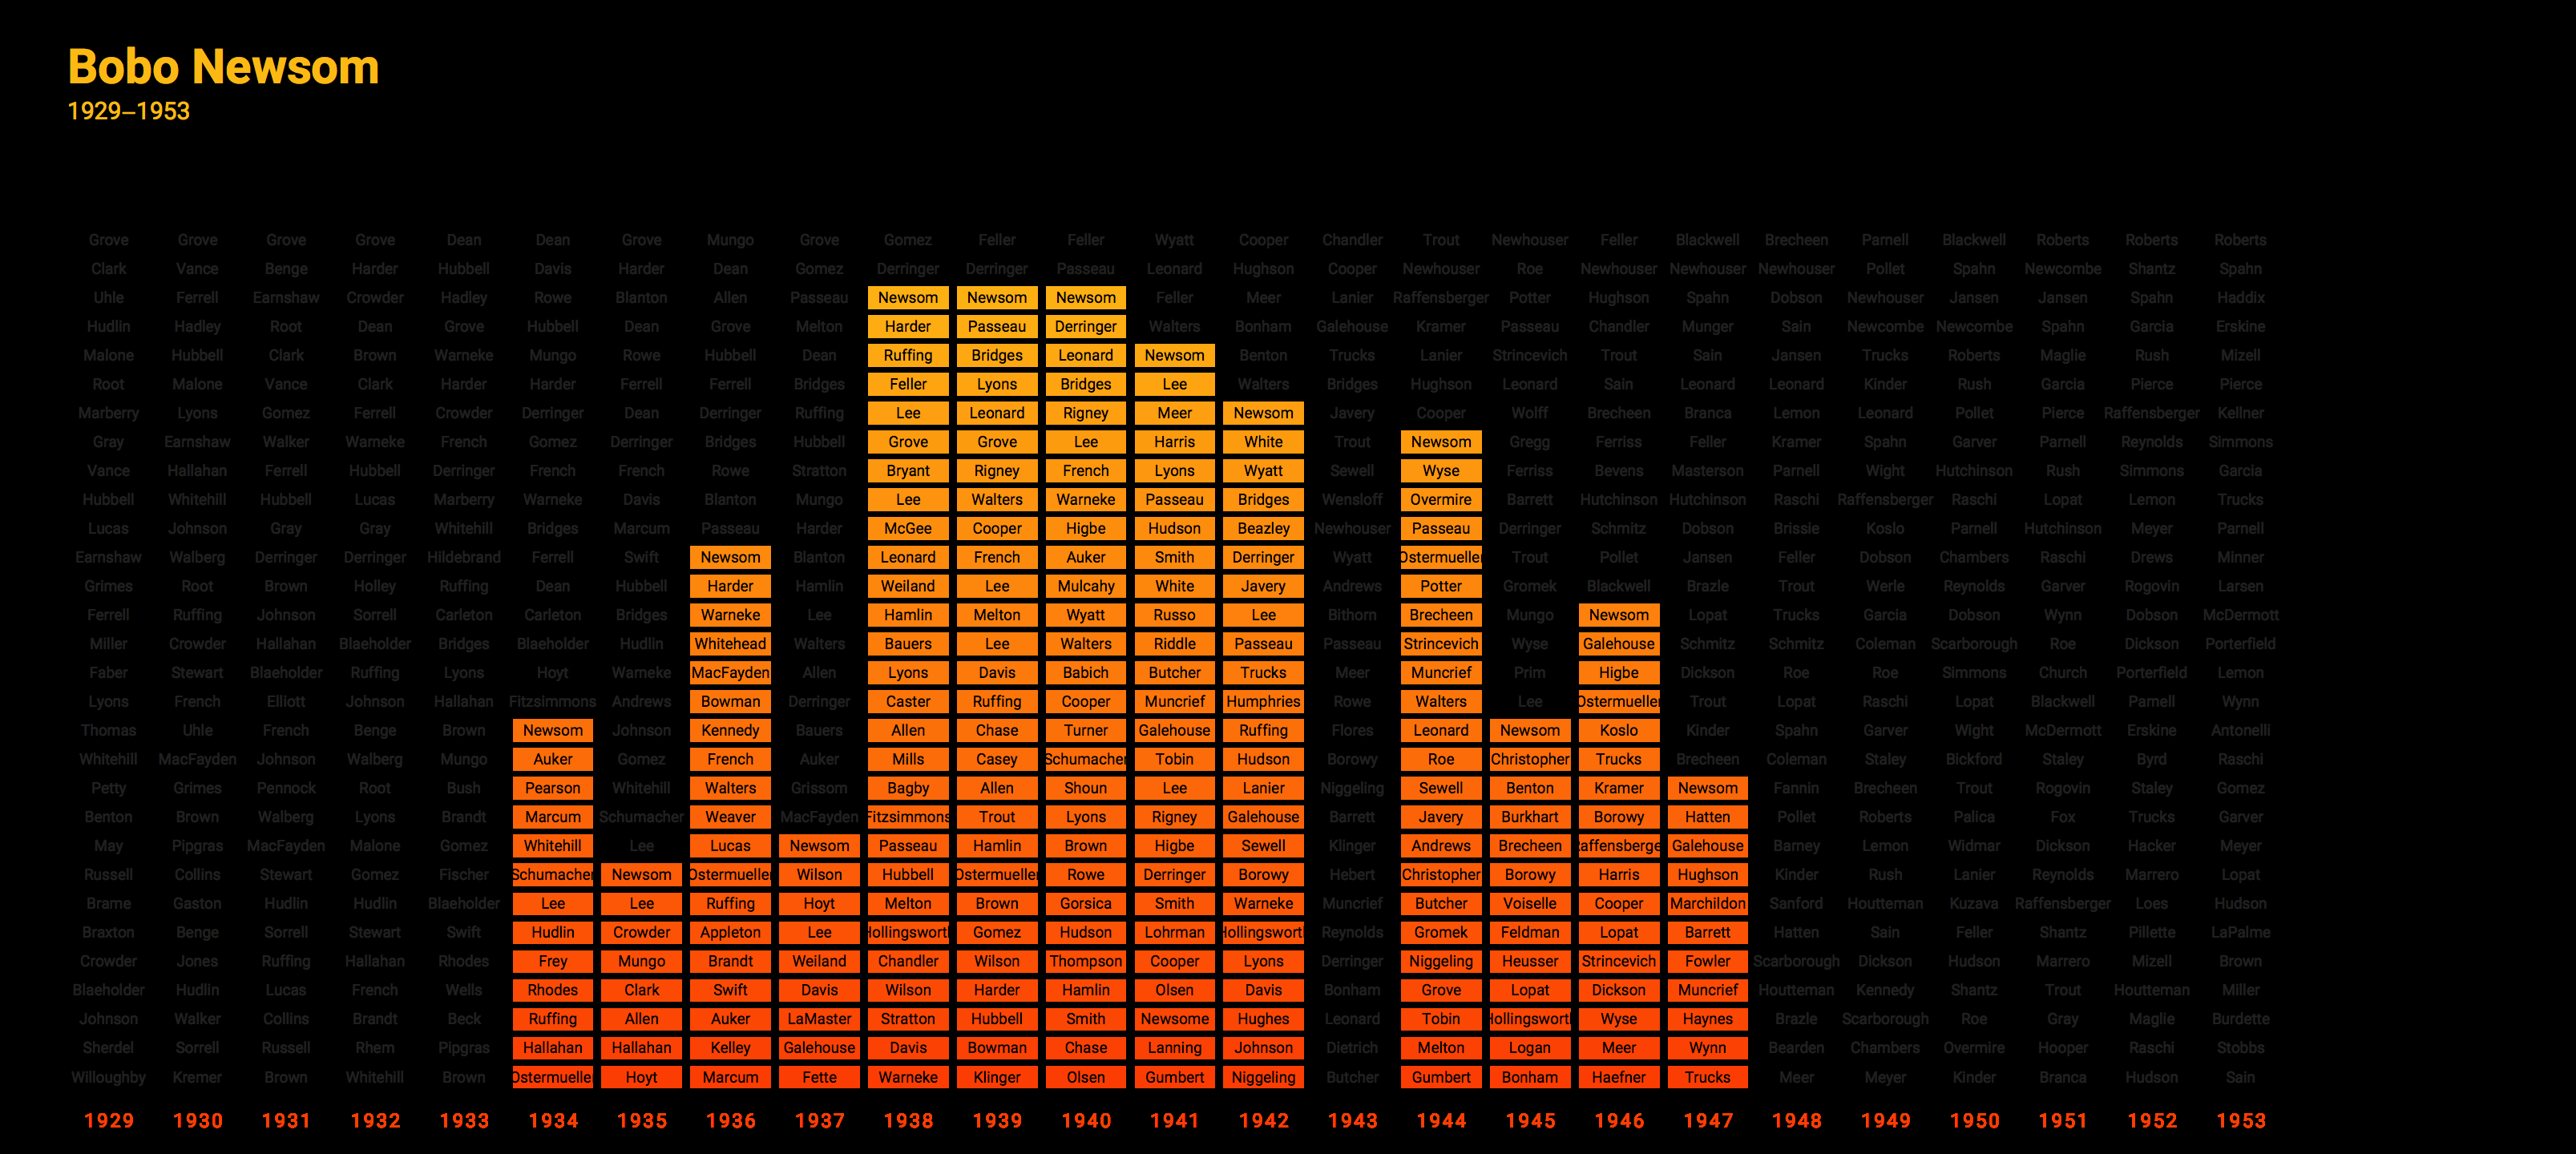 Bobo Newsom
1929–1953
Grove Grove Grove Grove Dean Dean Grove Mungo Grove Gomez Feller Feller Wyatt Cooper Chandler Trout Newhouser Feller Blackwell Brecheen Parnell Blackwell Roberts Roberts Roberts
Clark Vance Benge Harder Hubbell Davis Harder Dean Gomez Derringer Derringer Passeau Leonard Hughson Cooper Newhouser Roe Newhouser Newhouser Newhouser Pollet Spahn Newcombe Shantz Spahn
Uhle Ferrell Earnshaw Crowder Hadley Rowe Blanton Allen Passeau Newsom Newsom Newsom Feller Meer Lanier Raffensberger Potter Hughson Spahn Dobson Newhouser Jansen Jansen Spahn Haddix
Hudlin Hadley Root Dean Grove Hubbell Dean Grove Melton Harder Passeau Derringer Walters Bonham Galehouse Kramer Passeau Chandler Munger Sain Newcombe Newcombe Spahn Garcia Erskine
Malone Hubbell Clark Brown Warneke Mungo Rowe Hubbell Dean Ruffing Bridges Leonard Newsom Benton Trucks Lanier Strincevich Trout Sain Jansen Trucks Roberts Maglie Rush Mizell
Root Malone Vance Clark Harder Harder Ferrell Ferrell Bridges Feller Lyons Bridges Lee Walters Bridges Hughson Leonard Sain Leonard Leonard Kinder Rush Garcia Pierce Pierce
Marberry Lyons Gomez Ferrell Crowder Derringer Dean Derringer Ruffing Lee Leonard Rigney Meer Newsom Javery Cooper Wolff Brecheen Branca Lemon Leonard Pollet Pierce Raffensberger Kellner
Gray Earnshaw Walker Warneke French Gomez Derringer Bridges Hubbell Grove Grove Lee Harris White Trout Newsom Gregg Ferriss Feller Kramer Spahn Garver Parnell Reynolds Simmons
Vance Hallahan Ferrell Hubbell Derringer French French Rowe Stratton Bryant Rigney French Lyons Wyatt Sewell Wyse Ferriss Bevens Masterson Parnell Wight Hutchinson Rush Simmons Garcia
Hubbell Whitehill Hubbell Lucas Marberry Warneke Davis Blanton Mungo Lee Walters Warneke Passeau Bridges Wensloff Overmire Barrett Hutchinson Hutchinson Raschi Raffensberger Raschi Lopat Lemon Trucks
Lucas Johnson Gray Gray Whitehill Bridges Marcum Passeau Harder McGee Cooper Higbe Hudson Beazley Newhouser Passeau Derringer Schmitz Dobson Brissie Koslo Parnell Hutchinson Meyer Parnell
Earnshaw Walberg Derringer Derringer Hildebrand Ferrell Swift Newsom Blanton Leonard French Auker Smith Derringer Wyatt Ostermueller Trout Pollet Jansen Feller Dobson Chambers Raschi Drews Minner
Grimes Root Brown Holley Ruffing Dean Hubbell Harder Hamlin Weiland Lee Mulcahy White Javery Andrews Potter Gromek Blackwell Brazle Trout Werle Reynolds Garver Rogovin Larsen
Ferrell Ruffing Johnson Sorrell Carleton Carleton Bridges Warneke Lee Hamlin Melton Wyatt Russo Lee Bithorn Brecheen Mungo Newsom Lopat Trucks Garcia Dobson Wynn Dobson McDermott
Miller Crowder Hallahan Blaeholder Bridges Blaeholder Hudlin Whitehead Walters Bauers Lee Walters Riddle Passeau Passeau Strincevich Wyse Galehouse Schmitz Schmitz Coleman Scarborough Roe Dickson Porterfield
Faber Stewart Blaeholder Ruffing Lyons Hoyt Warneke MacFayden Allen Lyons Davis Babich Butcher Trucks Meer Muncrief Prim Higbe Dickson Roe Roe Simmons Church Porterfield Lemon
Lyons French Elliott Johnson Hallahan Fitzsimmons Andrews Bowman Derringer Caster Ruffing Cooper Muncrief Humphries Rowe Walters Lee Ostermueller Trout Lopat Raschi Lopat Blackwell Parnell Wynn
Thomas Uhle French Benge Brown Newsom Johnson Kennedy Bauers Allen Chase Turner Galehouse Ruffing Flores Leonard Newsom Koslo Kinder Spahn Garver Wight McDermott Erskine Antonelli
Whitehill MacFayden Johnson Walberg Mungo Auker Gomez French Auker Mills Casey Schumacher Tobin Hudson Borowy Roe Christopher Trucks Brecheen Coleman Staley Bickford Staley Byrd Raschi
Petty Grimes Pennock Root Bush Pearson Whitehill Walters Grissom Bagby Allen Shoun Lee Lanier Niggeling Sewell Benton Kramer Newsom Fannin Brecheen Trout Rogovin Staley Gomez
Benton Brown Walberg Lyons Brandt Marcum Schumacher Weaver MacFayden Fitzsimmons Trout Lyons Rigney Galehouse Barrett Javery Burkhart Borowy Hatten Pollet Roberts Palica Fox Trucks Garver
May Pipgras MacFayden Malone Gomez Whitehill Lee Lucas Newsom Passeau Hamlin Brown Higbe Sewell Klinger Andrews Brecheen Raffensberge Galehouse Barney Lemon Widmar Dickson Hacker Meyer
Russell Collins Stewart Gomez Fischer Schumacher Newsom Ostermueller Wilson Hubbell Ostermueller Rowe Derringer Borowy Hebert Christopher Borowy Harris Hughson Kinder Rush Lanier Reynolds Marrero Lopat
Brame Gaston Hudlin Hudlin Blaeholder Lee Lee Ruffing Hoyt Melton Brown Gorsica Smith Warneke Muncrief Butcher Voiselle Cooper Marchildon Sanford Houtteman Kuzava Raffensberger Loes Hudson
Braxton Benge Sorrell Stewart Swift Hudlin Crowder Appleton Lee Hollingswort Gomez Hudson Lohrman Hollingswort Reynolds Gromek Feldman Lopat Barrett Hatten Sain Feller Shantz Pillette LaPalme
Crowder Jones Ruffing Hallahan Rhodes Frey Mungo Brandt Weiland Chandler Wilson Thompson Cooper Lyons Derringer Niggeling Heusser Strincevich Fowler Scarborough Dickson Hudson Marrero Mizell Brown
Blaeholder Hudlin Lucas French Wells Rhodes Clark Swift Davis Wilson Harder Hamlin Olsen Davis Bonham Grove Lopat Dickson Muncrief Houtteman Kennedy Shantz Trout Houtteman Miller
Johnson Walker Collins Brandt Beck Ruffing Allen Auker LaMaster Stratton Hubbell Smith Newsome Hughes Leonard Tobin Hollingswort Wyse Haynes Brazle Scarborough Roe Gray Maglie Burdette
Sherdel Sorrell Russell Rhem Pipgras Hallahan Hallahan Kelley Galehouse Davis Bowman Chase Lanning Johnson Dietrich Melton Logan Meer Wynn Bearden Chambers Overmire Hooper Raschi Stobbs
Willoughby Kremer Brown Whitehill Brown Ostermueller Hoyt Marcum Fette Warneke Klinger Olsen Gumbert Niggeling Butcher Gumbert Bonham Haefner Trucks Meer Meyer Kinder Branca Hudson Sain
1929 1930 1931 1932 1933 1934 1935 1936 1937 1938 1939 1940 1941 1942 1943 1944 1945 1946 1947 1948 1949 1950 1951 1952 1953